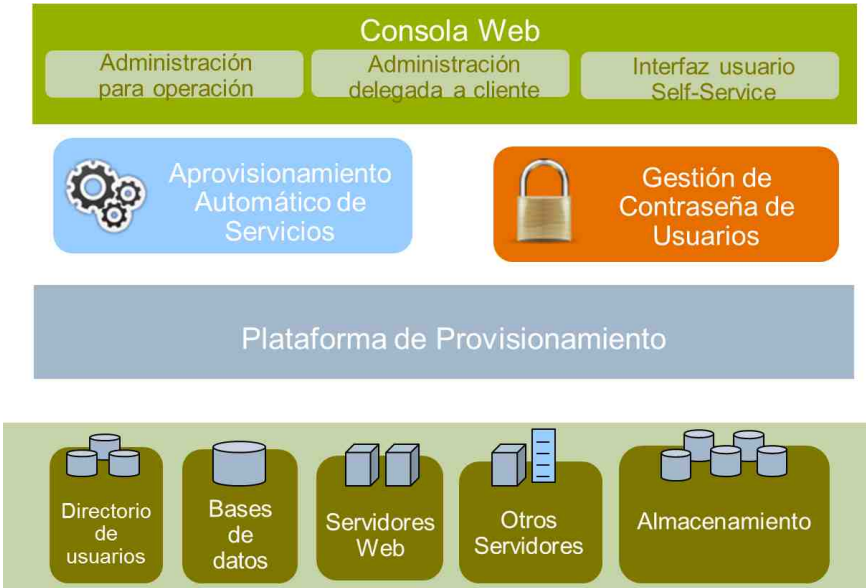 Consola Web
Administración
para operación
Administración
delegada a cliente
Interfaz usuario
Self-Service
Aprovisionamiento
Automático de
Servicios
Gestión de
Contraseña de
Usuarios
Plataforma de Provisionamiento
Directorio
de
usuarios
Bases
de
datos
Servidores
Web
Otros
Servidores
Almacenamiento